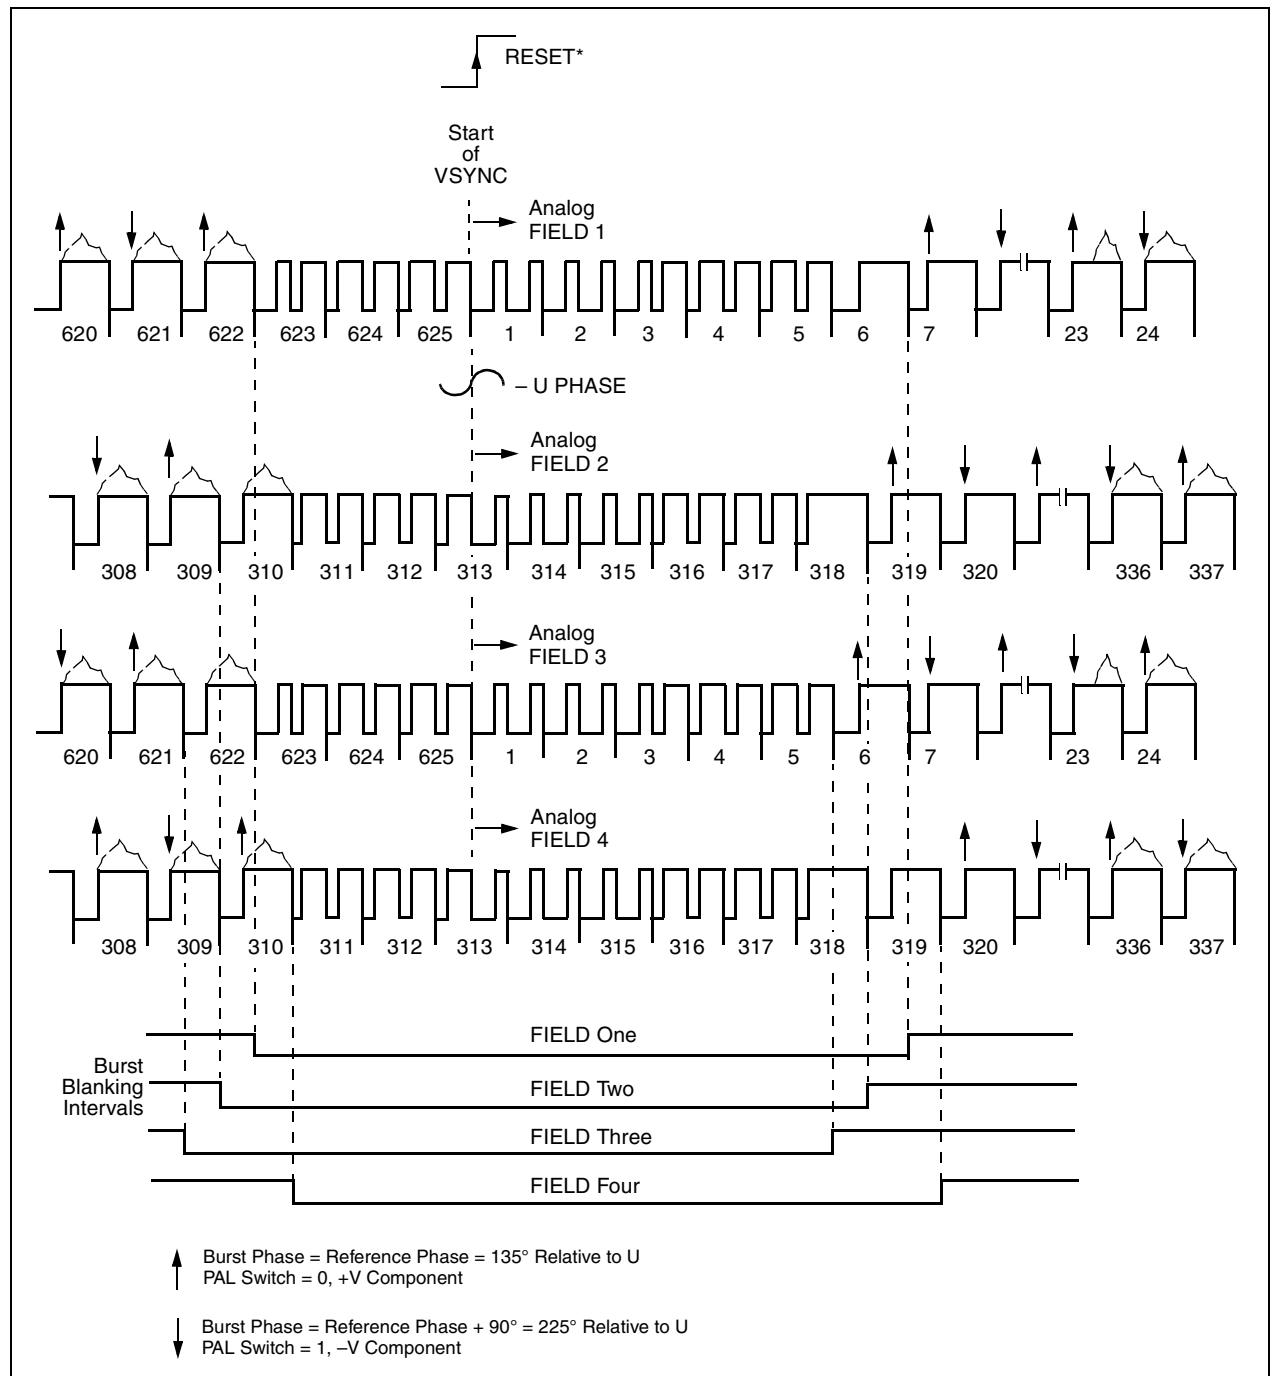 RESET*
Start
of
VSYNC
Analog
FIELD 1
620 621 622 623 624 625 1 2 3 4 5 6 7 23 24
– U PHASE
Analog
FIELD 2
308 309 310 311 312 313 314 315 316 317 318 319 320 336 337
Analog
FIELD 3
620 621 622 623 624 625 1 2 3 4 5 6 7 23 24
Analog
FIELD 4
308 309 310 311 312 313 314 315 316 317 318 319 320 336 337
Burst
Blanking
Intervals
FIELD One
FIELD Two
FIELD Three
FIELD Four
Burst Phase = Reference Phase = 135° Relative to U
PAL Switch = 0, +V Component
Burst Phase = Reference Phase + 90° = 225° Relative to U
PAL Switch = 1, –V Component